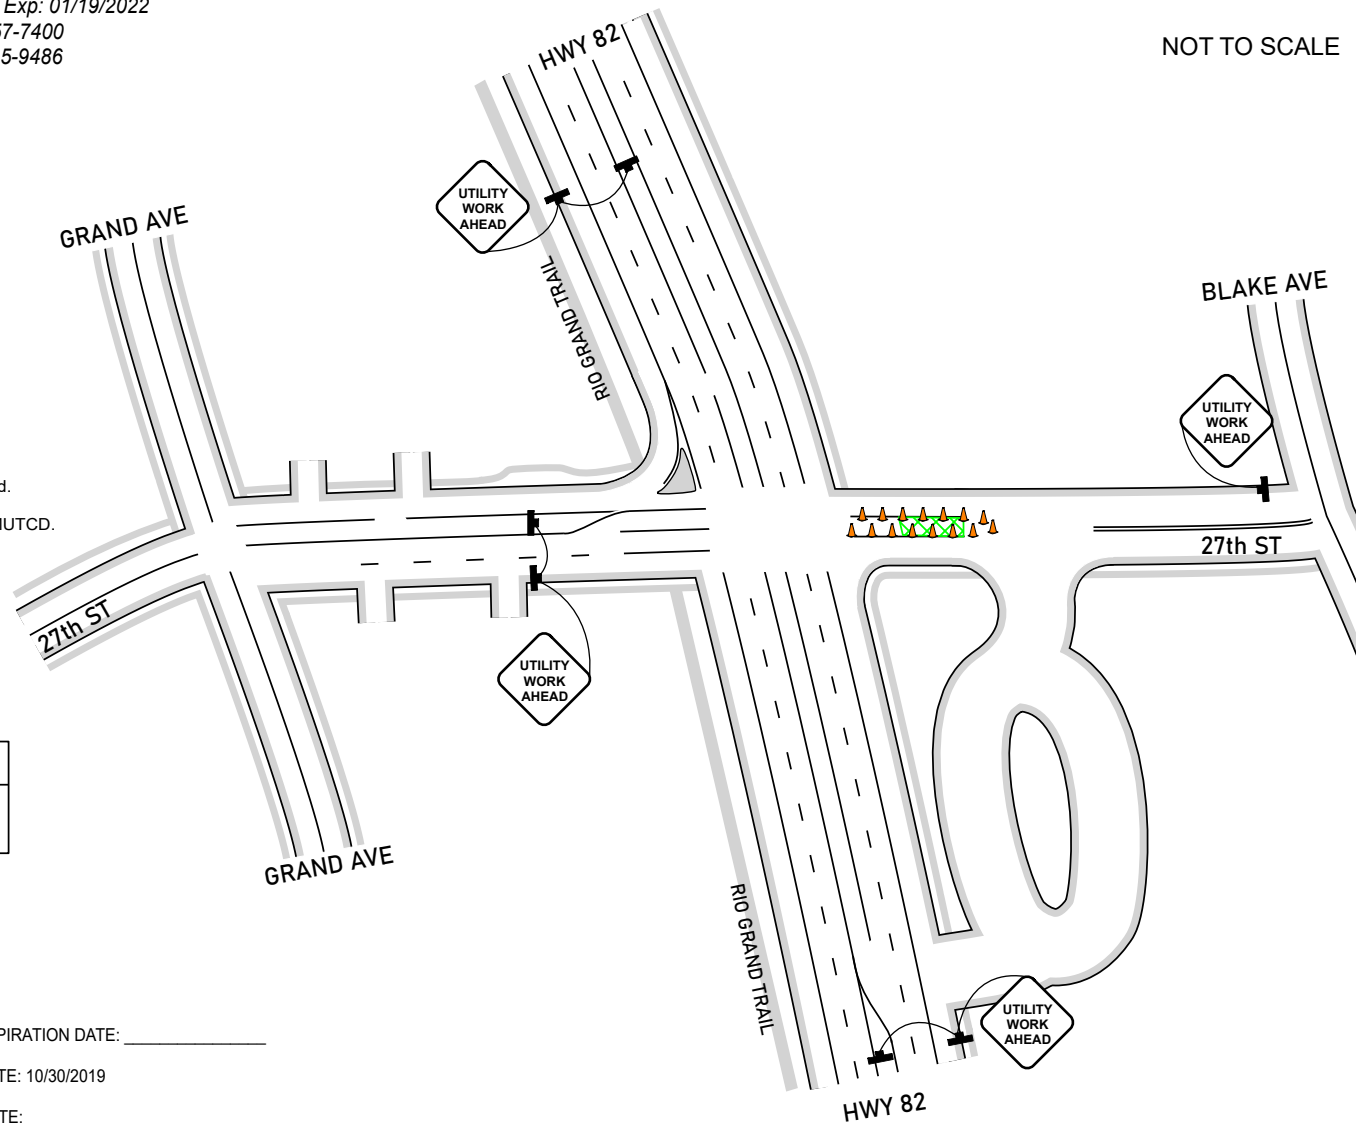 Exp: 01/19/2022
57-7400
5-9486
NOT TO SCALE
HWY 82
UTILITY
WORK
AHEAD
GRAND AVE
RIO GRAND TRAIL
BLAKE AVE
UTILITY
WORK
AHEAD
d.
MUTCD.
27th ST
27th ST
UTILITY
WORK
AHEAD
GRAND AVE
RIO GRAND TRAIL
UTILITY
WORK
AHEAD
PIRATION DATE: ________________
TE: 10/30/2019
TE:
HWY 82